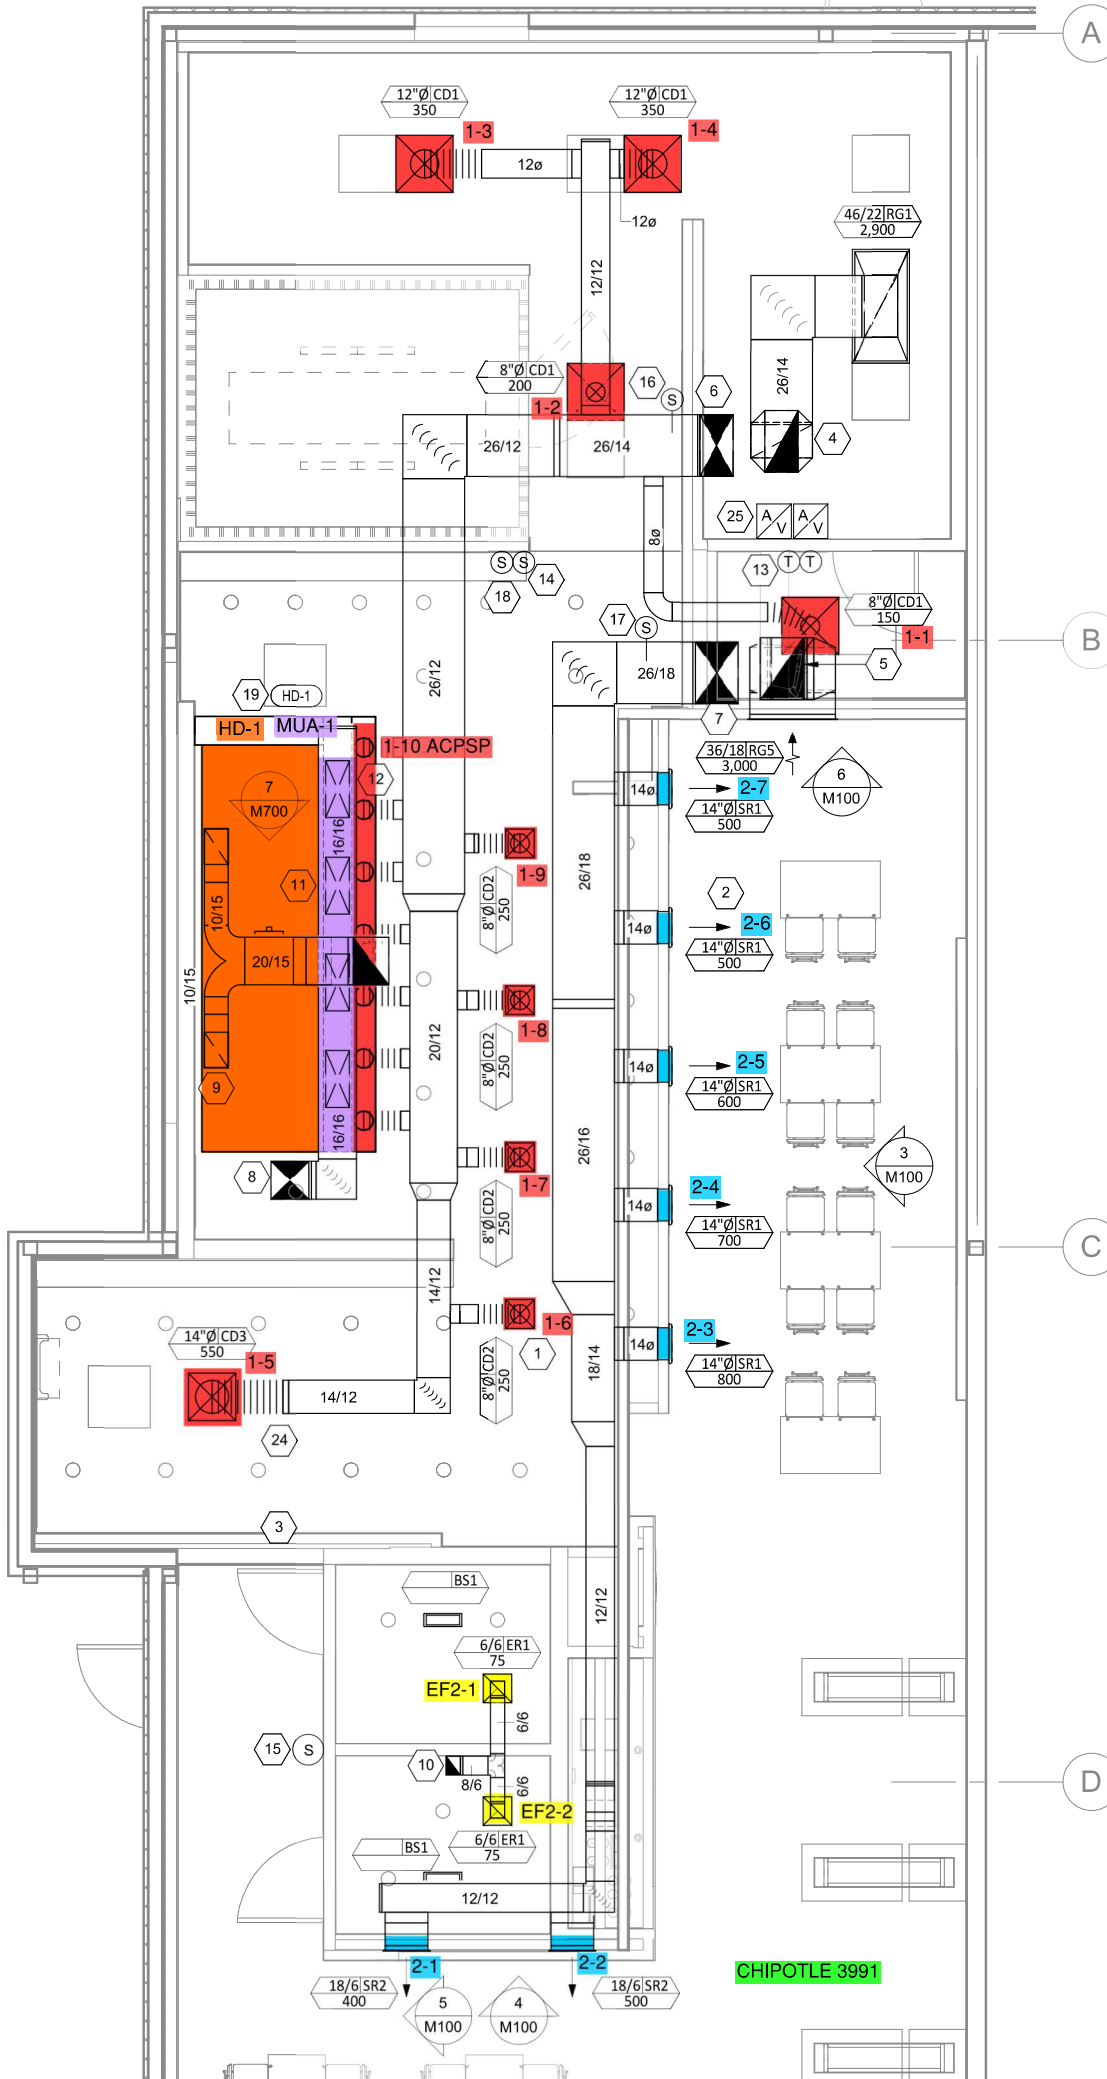 A
12"Ø CD1
350
1-3
12"Ø CD1
350
1-4
12ø
12ø
46/22 RG1
2,900
12/12
26/14
8"Ø CD1
200
1-2
16
S
6
4
26/12
26/14
25
A
V
A
V
8ø
S
S
14
18
13
T
T
8"Ø CD1
150
1-1
B
17
S
5
26/12
26/18
19
HD-1
7
HD-1
MUA-1
1-10 ACPSP
12
36/18 RG5
3,000
6
M100
7
M700
16/16
14ø
2-7
14"Ø SR1
500
1-9
8"Ø CD2
250
26/18
11
10/15
2
14ø
2-6
14"Ø SR1
500
20/15
10/15
1-8
8"Ø CD2
250
20/12
14ø
2-5
14"Ø SR1
600
9
16/16
26/16
3
M100
8
1-7
8"Ø CD2
250
2-4
14ø
14"Ø SR1
700
C
14/12
1-6
1
8"Ø CD2
250
18/14
2-3
14ø
14"Ø SR1
800
14"Ø CD3
550
1-5
14/12
24
3
BS1
12/12
6/6 ER1
75
EF2-1
6/6
15
S
10
8/6
6/6
D
EF2-2
BS1
6/6 ER1
75
12/12
2-1
2-2
CHIPOTLE 3991
18/6 SR2
400
5
M100
4
M100
18/6 SR2
500